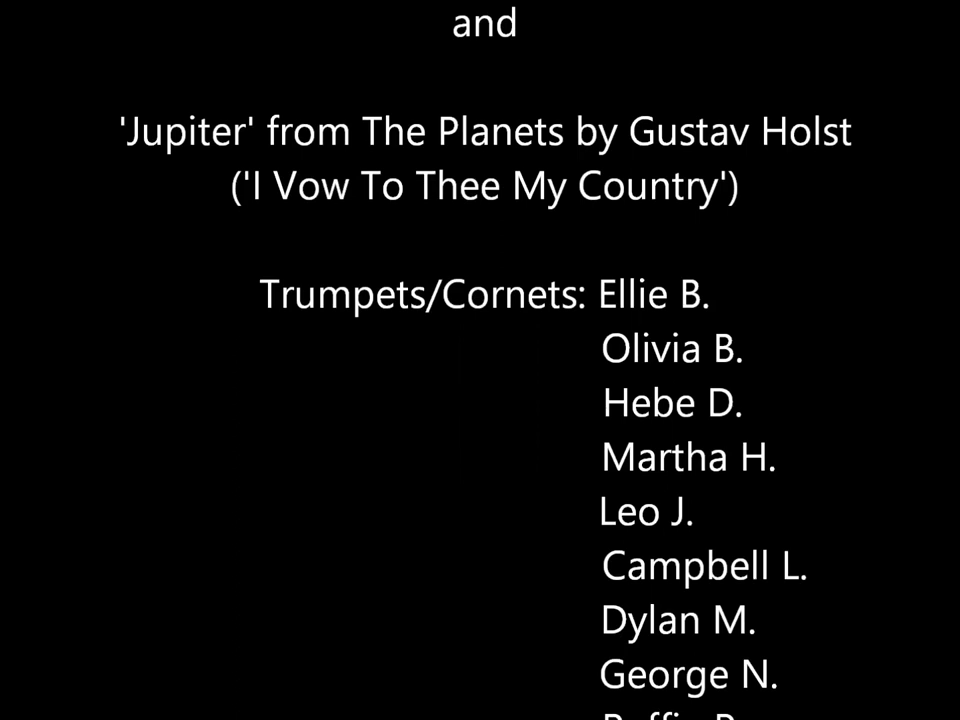 and
'Jupiter' from The Planets by Gustav Holst
('I Vow To Thee My Country')
Trumpets/Cornets: Ellie B.
Olivia B.
Hebe D.
Martha H.
Leo J.
Campbell L.
Dylan M.
George N.